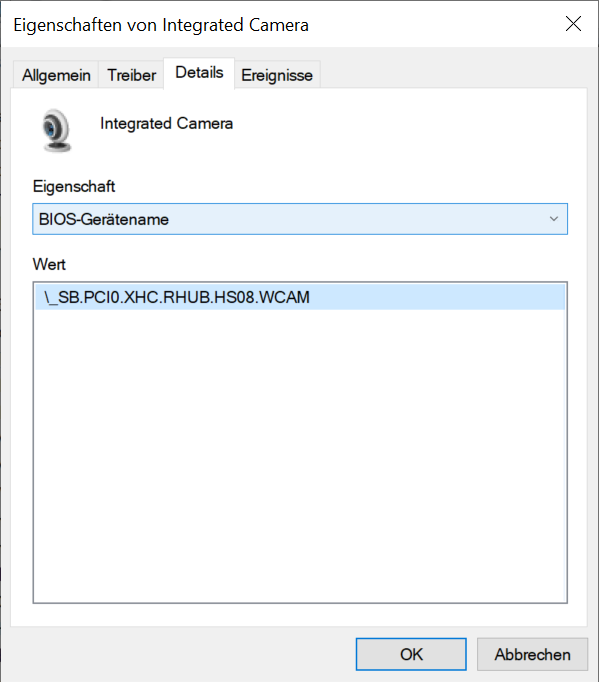 Eigenschaften von Integrated Camera
Allgemein Treiber Details Ereignisse
Integrated Camera
Eigenschaft
BIOS-Gerätename
Wert
\_SB.PCI0.XHC.RHUB.HS08.WCAM
OK Abbrechen